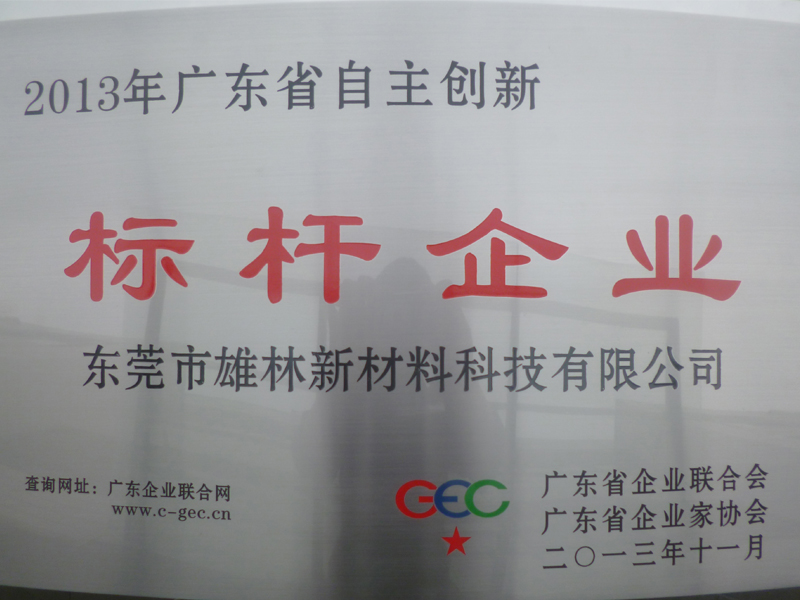 2013年广东省自主创新
标杆企业
东莞市雄林新材料科技有限公司
查询网址：广东企业联合网
www.c-gec.cn
GEC
广东省企业联合会
广东省企业家协会
二〇一三年十一月